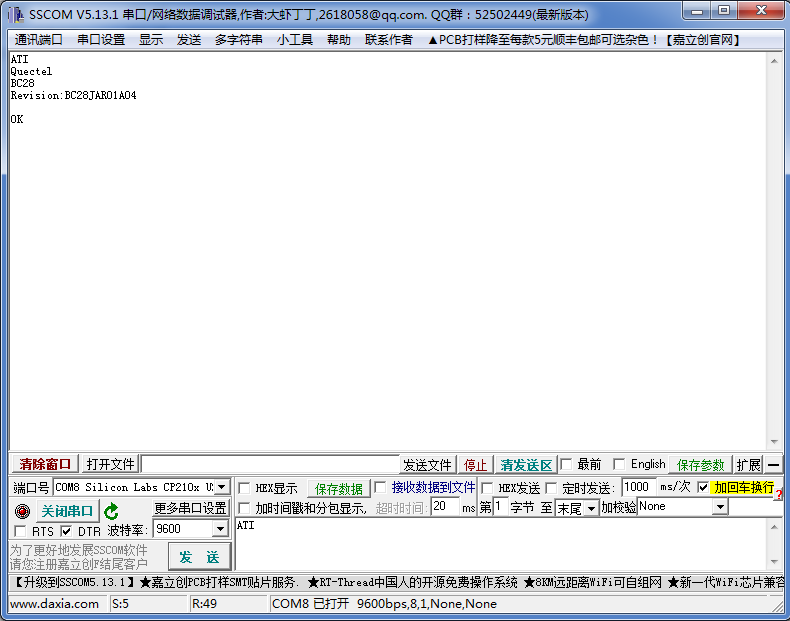 SSCOM V5.13.1 串口/网络数据调试器,作者:大虾丁丁,2618058@qq.com. QQ群：52502449(最新版本)
通讯端口 串口设置 显示 发送 多字符串 小工具 帮助 联系作者 ▲PCB打样降至每款5元顺丰包邮可选杂色！【嘉立创官网】
ATI
Quectel
BC28
Revision:BC28JAR01A04
OK
清除窗口 打开文件 发送文件 停止 清发送区 最前 English 保存参数 扩展 —
端口号 COM8 Silicon Labs CP210x U HEX显示 保存数据 接收数据到文件 HEX发送 定时发送: 1000 ms/次 加回车换行 ?
关闭串口 更多串口设置 加时间戳和分包显示, 超时时间: 20 ms 第 1 字节 至 末尾 加校验 None
RTS DTR 波特率: 9600 ATI
为了更好地发展SSCOM软件
请您注册嘉立创F结尾客户
发 送
【升级到SSCOM5.13.1】★嘉立创PCB打样SMT贴片服务. ★RT-Thread中国人的开源免费操作系统 ★8KM远距离WiFi可自组网 ★新一代WiFi芯片兼容
www.daxia.com S:5 R:49 COM8 已打开 9600bps,8,1,None,None